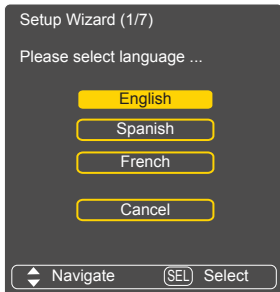 Setup Wizard (1/7)
Please select language ...
English
Spanish
French
Cancel
Navigate SEL Select